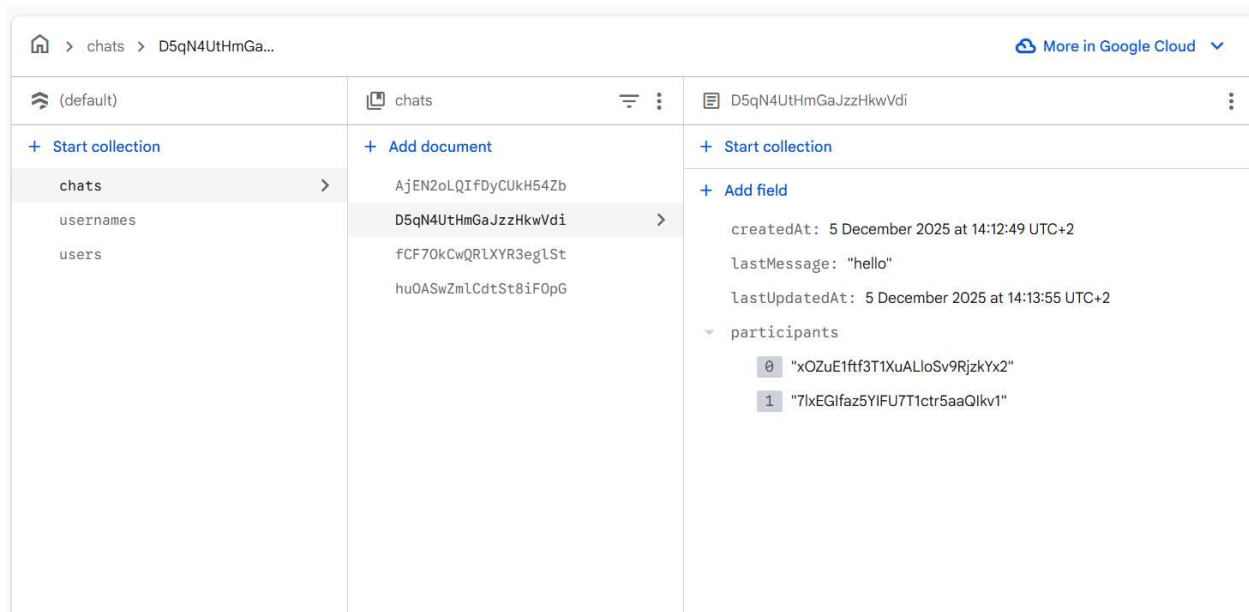 chats > D5qN4UtHmGa...
More in Google Cloud
(default)
chats
D5qN4UtHmGaJzzHkwVdi
+ Start collection
+ Add document
+ Start collection
chats
usernames
users
AjEN2oLQIfDyCUkH54Zb
D5qN4UtHmGaJzzHkwVdi
fCF7OkCwQRlXYR3eglSt
huOASwZmlCdtSt8iFOpG
+ Add field
createdAt: 5 December 2025 at 14:12:49 UTC+2
lastMessage: "hello"
lastUpdatedAt: 5 December 2025 at 14:13:55 UTC+2
participants
0 "xOZuE1ftf3T1XuALloSv9RjzkYx2"
1 "7lxEGIfaz5YIFU7T1ctr5aaQIkv1"